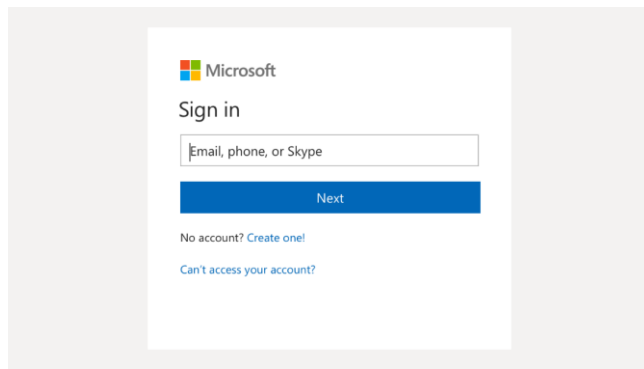 Microsoft
Sign in
Email, phone, or Skype
Next
No account? Create one!
Can't access your account?